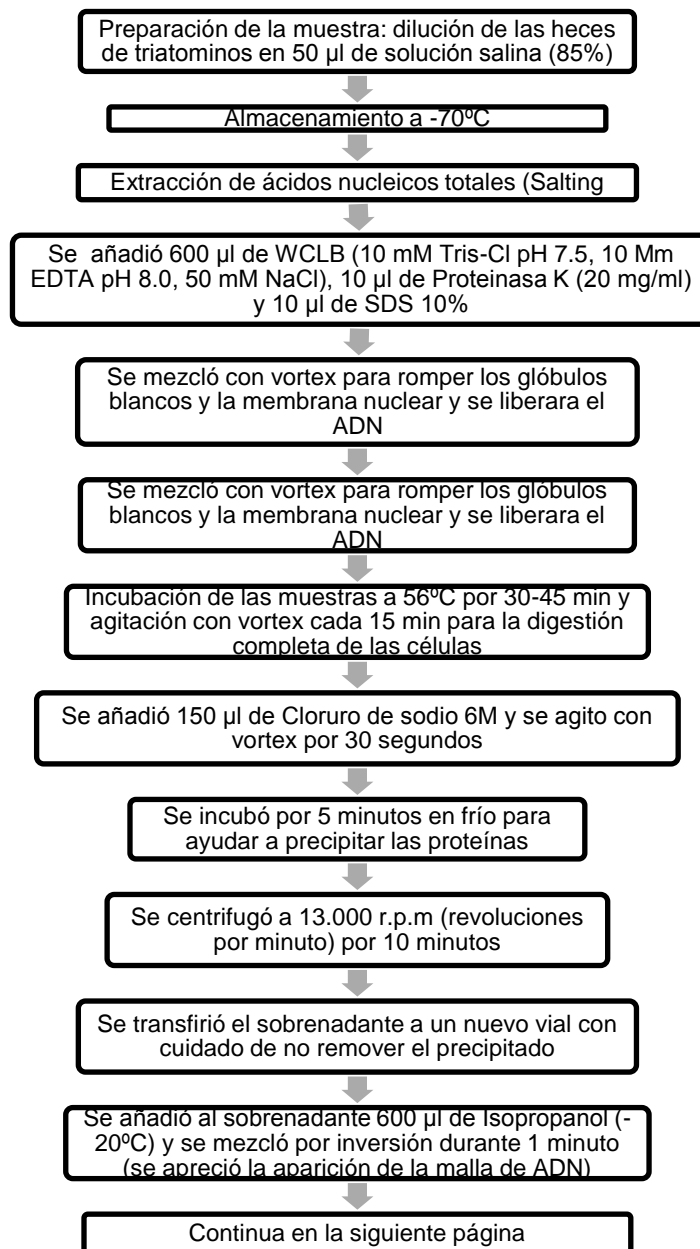 Preparación de la muestra: dilución de las heces
de triatominos en 50 µl de solución salina (85%)
Almacenamiento a -70ºC
Extracción de ácidos nucleicos totales (Salting
Se  añadió 600 µl de WCLB (10 mM Tris-Cl pH 7.5, 10 Mm
EDTA pH 8.0, 50 mM NaCl), 10 µl de Proteinasa K (20 mg/ml)
y 10 µl de SDS 10%
Se mezcló con vortex para romper los glóbulos
blancos y la membrana nuclear y se liberara el
ADN
Se mezcló con vortex para romper los glóbulos
blancos y la membrana nuclear y se liberara el
ADN
Incubación de las muestras a 56ºC por 30-45 min y
agitación con vortex cada 15 min para la digestión
completa de las células
Se añadió 150 µl de Cloruro de sodio 6M y se agito con
vortex por 30 segundos
Se incubó por 5 minutos en frío para
ayudar a precipitar las proteínas
Se centrifugó a 13.000 r.p.m (revoluciones
por minuto) por 10 minutos
Se transfirió el sobrenadante a un nuevo vial con
cuidado de no remover el precipitado
Se añadió al sobrenadante 600 µl de Isopropanol (-
20ºC) y se mezcló por inversión durante 1 minuto
(se apreció la aparición de la malla de ADN)
Continua en la siguiente página